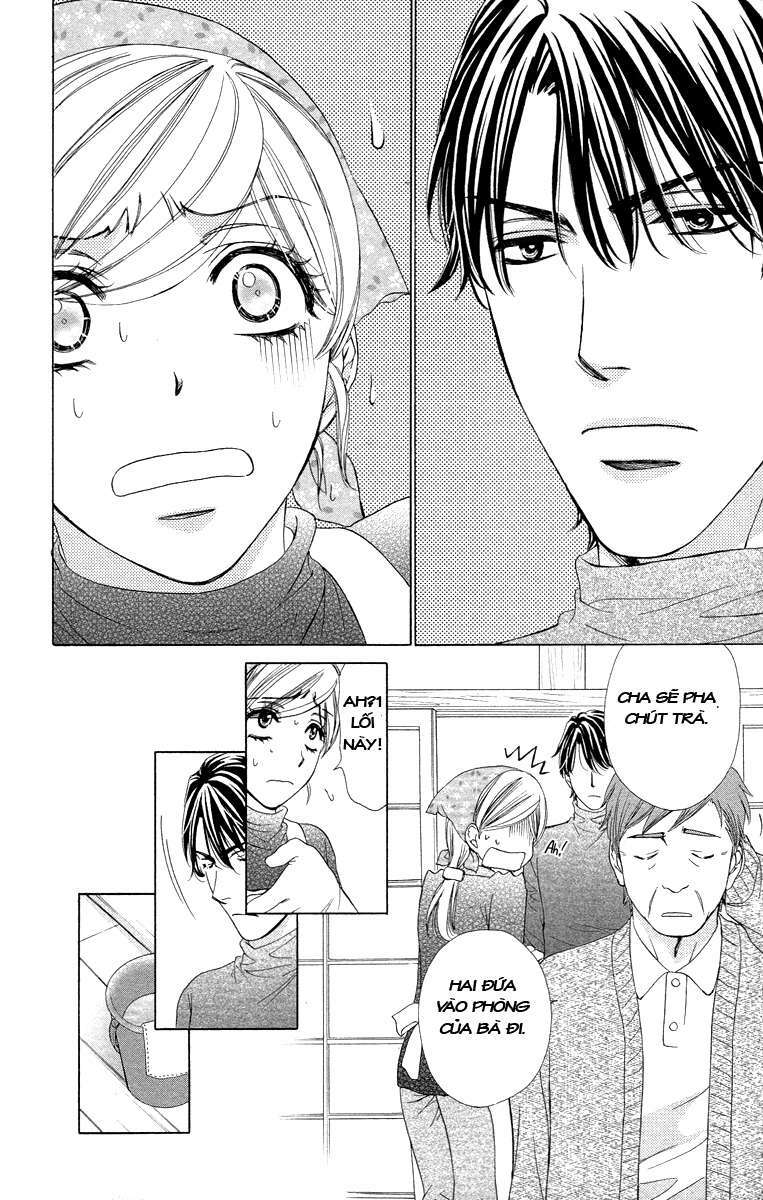 CHA SẼ PHA
CHÚT TRÀ.
Ah!
HAI ĐỨA
VÀO PHÒNG
CỦA BÀ ĐI.
AH?!
LỐI
NÀY!